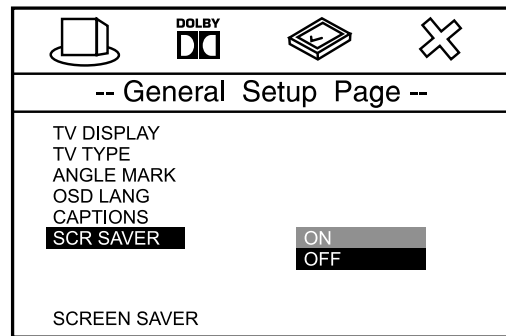 DOLBY
-- General Setup Page --
TV DISPLAY
TV TYPE
ANGLE MARK
OSD LANG
CAPTIONS
SCR SAVER
ON
OFF
SCREEN SAVER